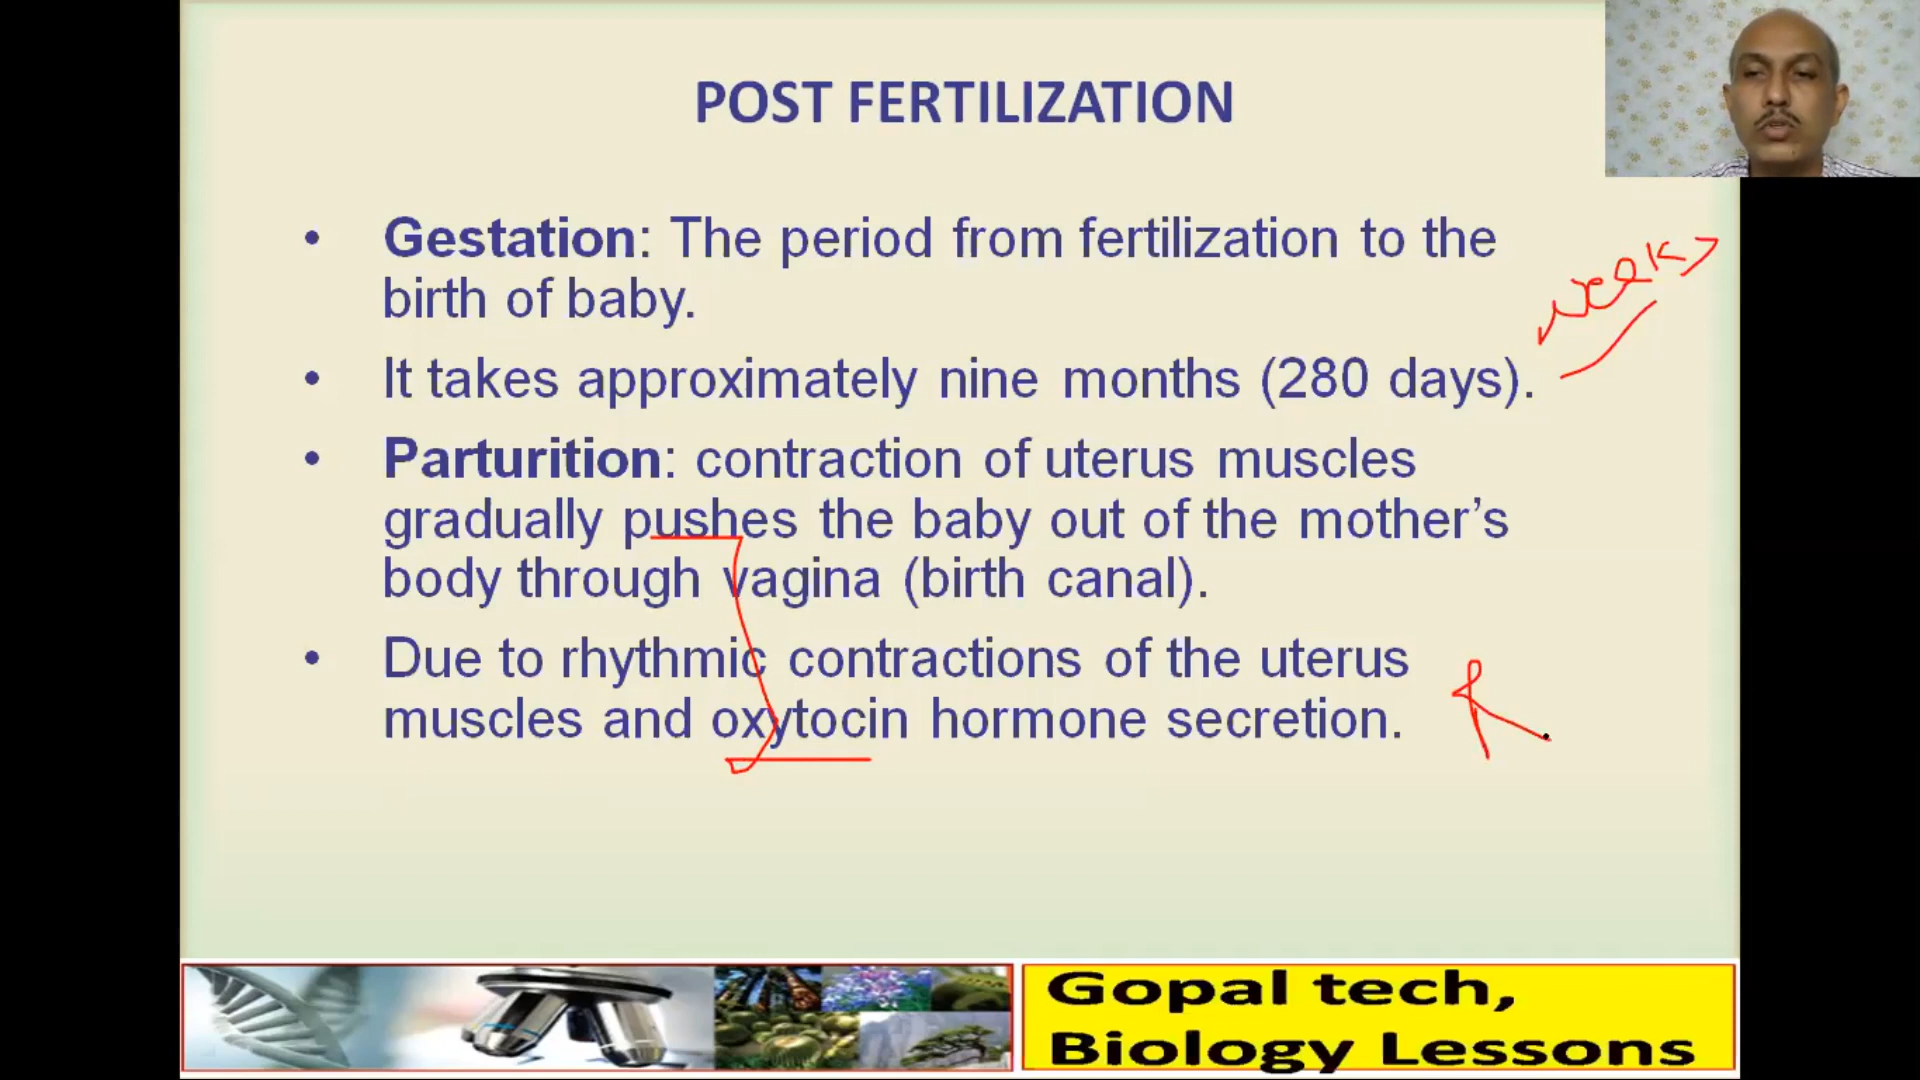 POST FERTILIZATION
• Gestation: The period from fertilization to the
birth of baby.
weeks
• It takes approximately nine months (280 days).
• Parturition: contraction of uterus muscles
gradually pushes the baby out of the mother’s
body through vagina (birth canal).
• Due to rhythmic contractions of the uterus
muscles and oxytocin hormone secretion.
Gopal tech,
Biology Lessons